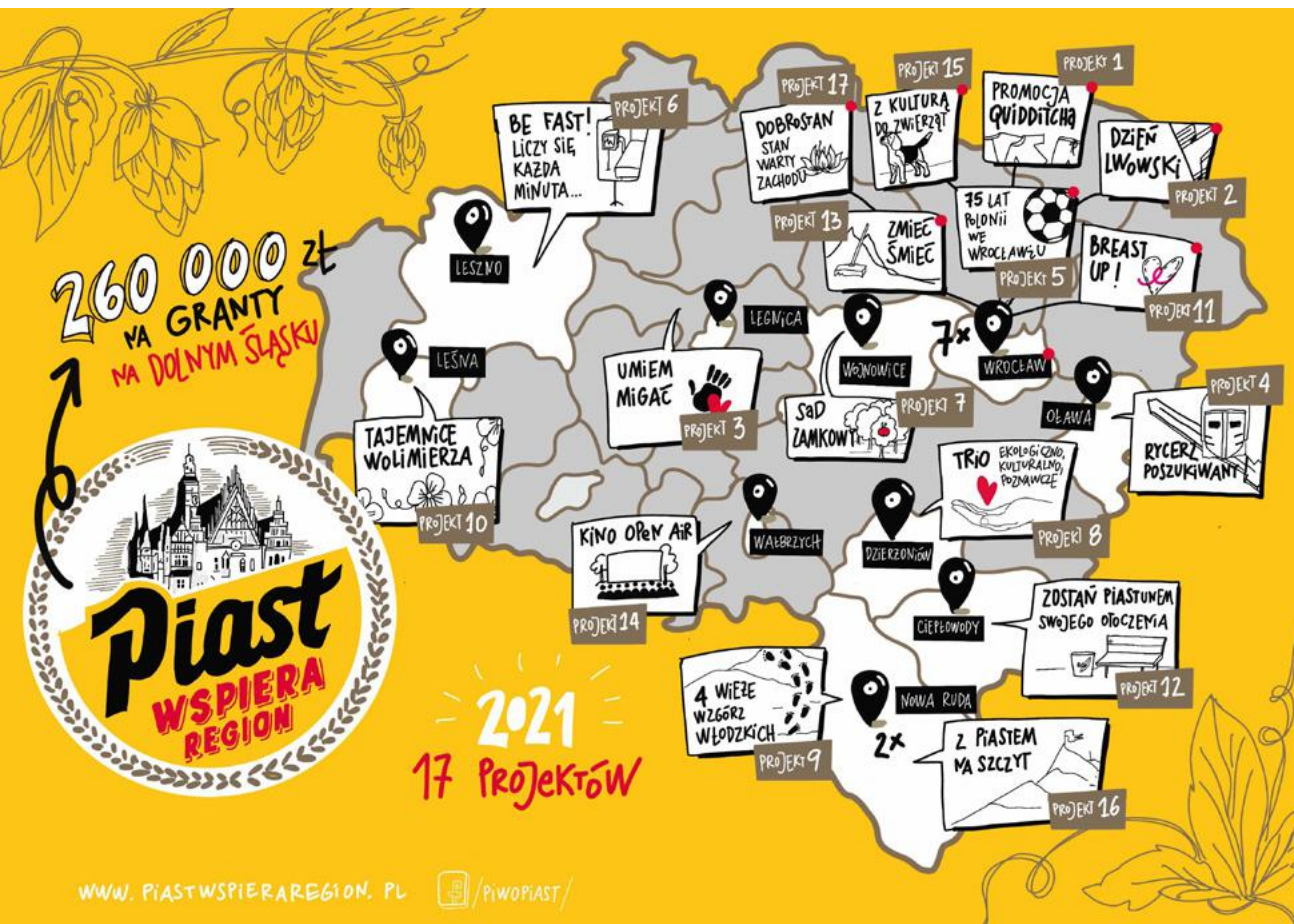 260 000 ZŁ
NA GRANTY
NA DOLNYM ŚLĄSKU
Piast
WSPIERA
REGION
2021
17 PROJEKTÓW
WWW. PIASTWSPIERAREGION. PL
/PIWOPIAST/
PROJEKT 6
BE FAST!
LICZY SIĘ
KAŻDA
MINUTA...
LESZNO
LEŚNA
TAJEMNICE
WOLIMIERZA
PROJEKT 10
PROJEKT 17
DOBROSTAN
STAN
WARTY
ZACHODU
PROJEKT 15
Z KULTURĄ
DO ZWIERZĄT
PROJEKT 1
PROMOCJA
QUIDDITCHA
DZIEŃ
LWOWSKI
PROJEKT 2
PROJEKT 13
ZMIEĆ
ŚMIEĆ
75 LAT
POLONII
WE
WROCŁAWIU
PROJEKT 5
BREAST
UP!
PROJEKT 11
LEGNICA
UMIEM
MIGAĆ
PROJEKT 3
WOJNOWICE
SAD
ZAMKOWY
PROJEKT 7
7x
WROCŁAW
OŁAWA
PROJEKT 4
RYCERZ
POSZUKIWANY
TRIO EKOLOGICZNO,
KULTURALNO,
POZNAWCZE
PROJEKT 8
WAŁBRZYCH
KINO OPEN AIR
PROJEKT 14
DZIERŻONIÓW
CIEPŁOWODY
ZOSTAŃ PIASTUNEM
SWOJEGO OTOCZENIA
PROJEKT 12
4 WIEŻE
WZGÓRZ
WŁODZKICH
PROJEKT 9
NOWA RUDA
2x
Z PIASTEM
NA SZCZYT
PROJEKT 16